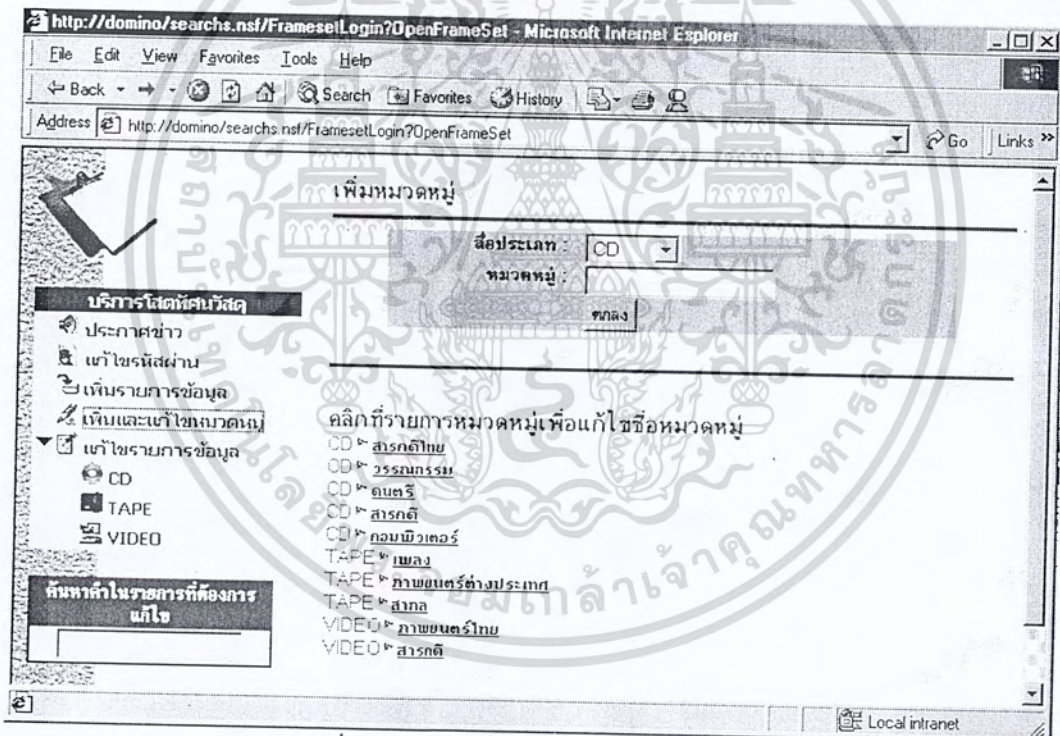 http://domino/searchs.nsf/FramesetLogin?OpenFrameSet - Microsoft Internet Explorer
File Edit View Favorites Tools Help
Back Search Favorites History
Address http://domino/searchs.nsf/FramesetLogin?OpenFrameSet Go Links »
บริการโสตทัศนวัสดุ
ประกาศข่าว
แก้ไขรหัสผ่าน
เพิ่มรายการข้อมูล
เพิ่มและแก้ไขหมวดหมู่
แก้ไขรายการข้อมูล
CD
TAPE
VIDEO
ค้นหาคำในรายการที่ต้องการ
แก้ไข
เพิ่มหมวดหมู่
สื่อประเภท : CD
หมวดหมู่ :
ตกลง
คลิกที่รายการหมวดหมู่เพื่อแก้ไขชื่อหมวดหมู่
CD สารคดีไทย
CD วรรณกรรม
CD ดนตรี
CD สารคดี
CD คอมพิวเตอร์
TAPE เพลง
TAPE ภาพยนตร์ต่างประเทศ
TAPE สากล
VIDEO ภาพยนตร์ไทย
VIDEO สารคดี
Local intranet